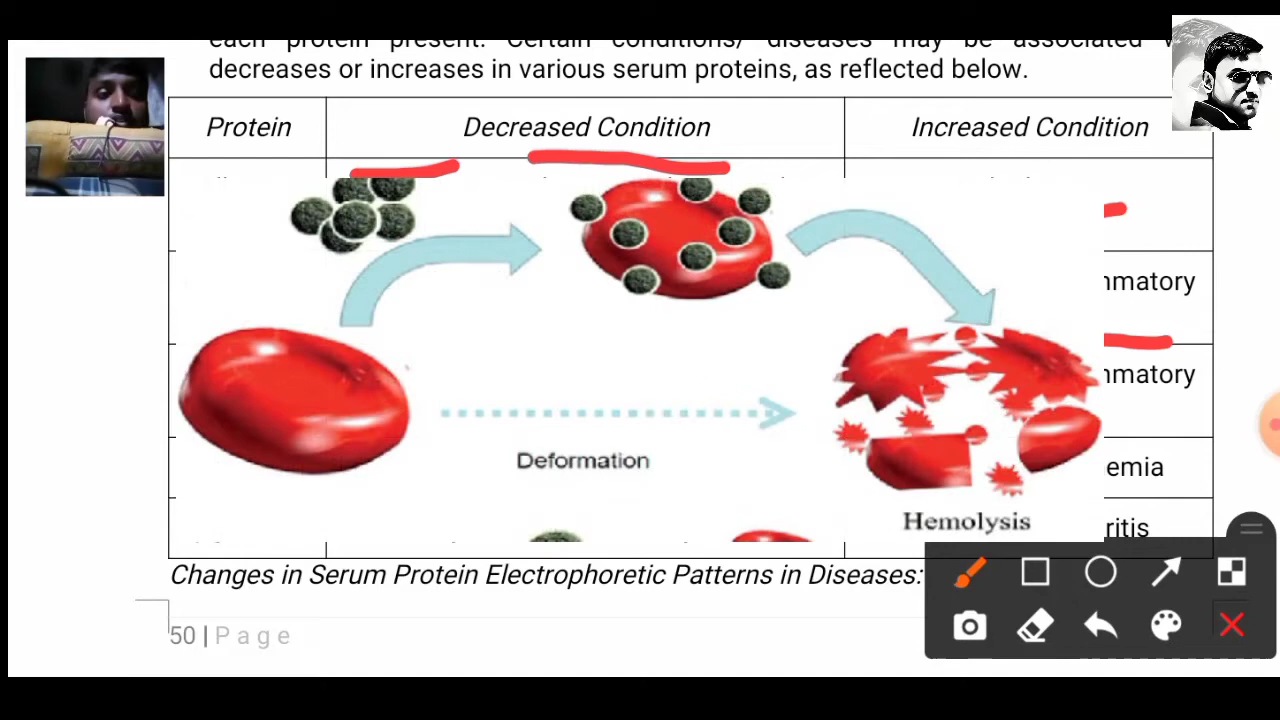 each protein present. Certain conditions/ diseases may be associated
decreases or increases in various serum proteins, as reflected below.
Protein Decreased Condition Increased Condition
mmatory
mmatory
Deformation
emia
Hemolysis
ritis
Changes in Serum Protein Electrophoretic Patterns in Diseases:
50 | Page